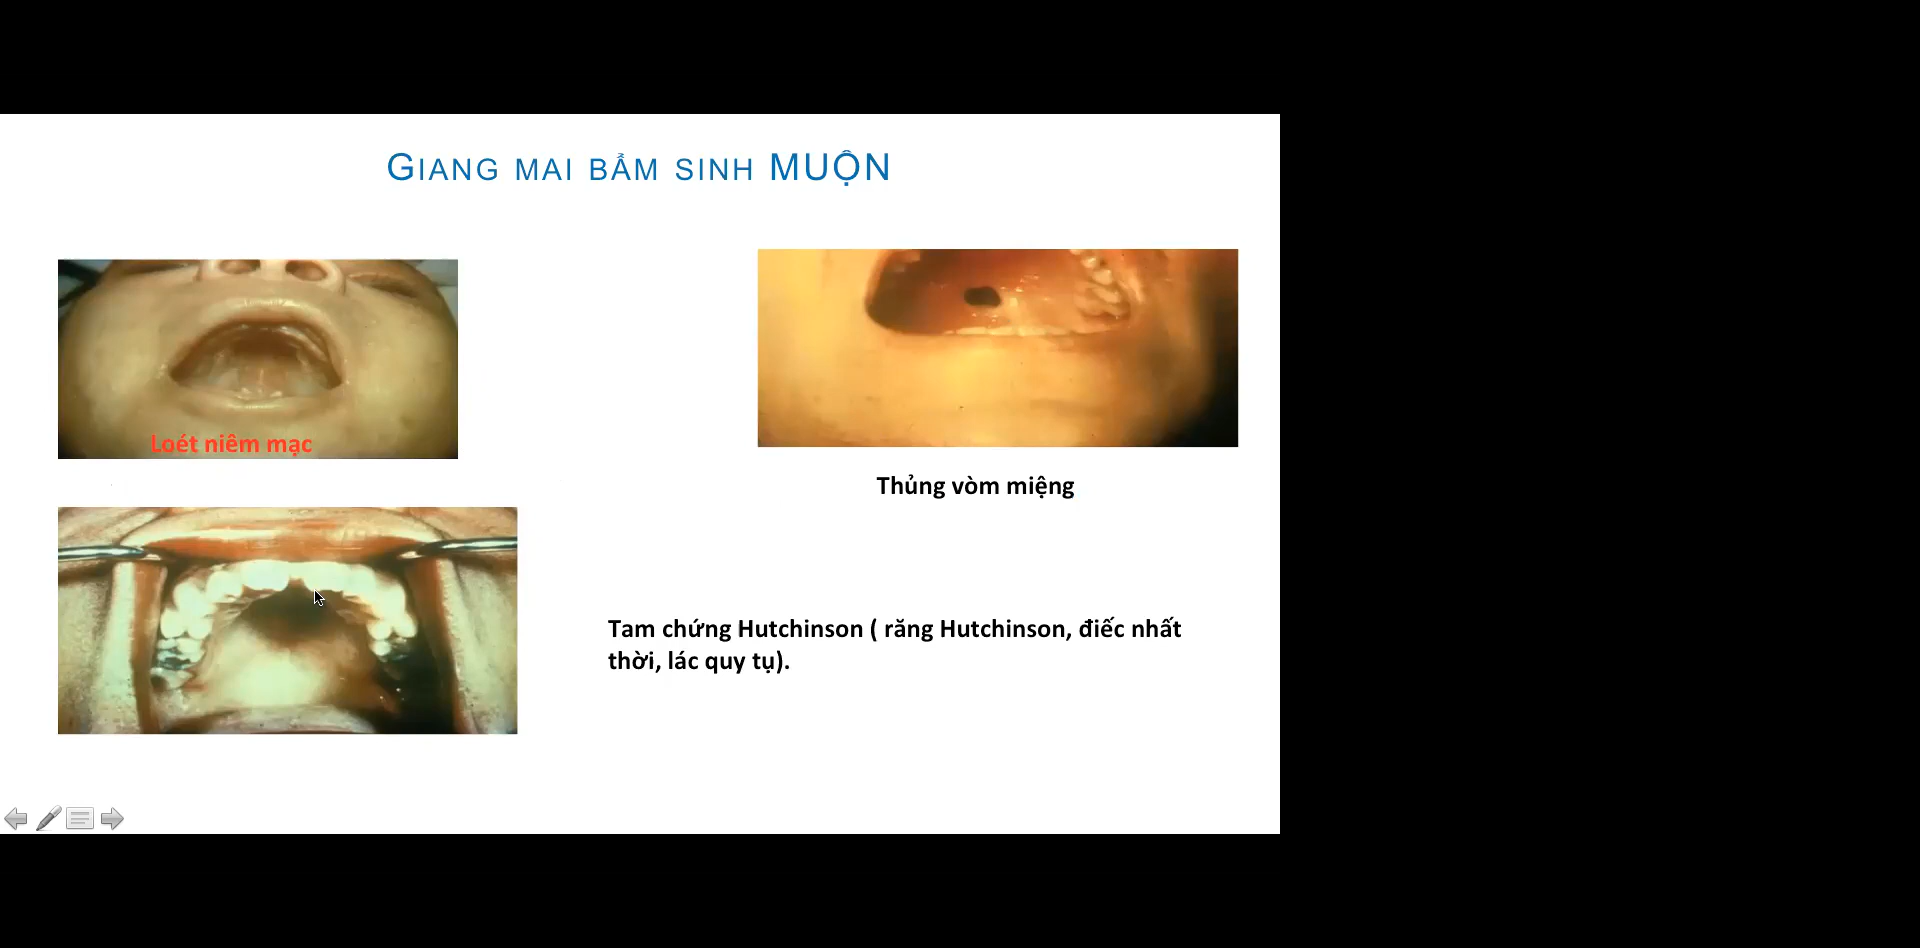 GIANG MAI BẨM SINH MUỘN
Loét niêm mạc
Thủng vòm miệng
Tam chứng Hutchinson ( răng Hutchinson, điếc nhất
thời, lác quy tụ).